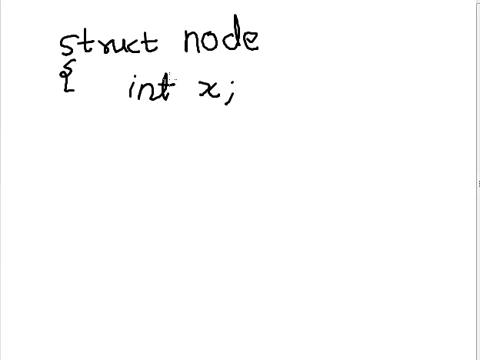 struct node
{ int x;